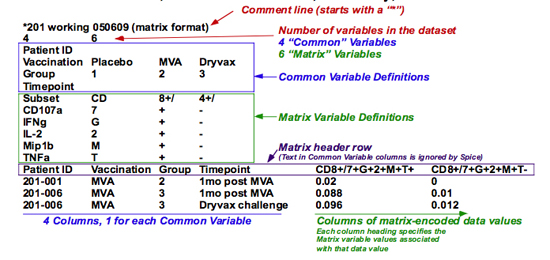 Comment line (starts with a "*")
*201 working 050609 (matrix format)
4 6
Number of variables in the dataset
4 "Common" Variables
6 "Matrix" Variables
Patient ID
Vaccination Placebo MVA Dryvax
Group 1 2 3
Timepoint
Common Variable Definitions
Subset CD 8+/ 4+/
CD107a 7 + -
IFNg G + -
IL-2 2 + -
Mip1b M + -
TNFa T + -
Matrix Variable Definitions
Matrix header row
(Text in Common Variable columns is ignored by Spice)
Patient ID Vaccination Group Timepoint CD8+/7+G+2+M+T+ CD8+/7+G+2+M+T-
201-001 MVA 2 1mo post MVA 0.02 0
201-006 MVA 3 1mo post MVA 0.088 0.01
201-006 MVA 3 Dryvax challenge 0.096 0.012
4 Columns, 1 for each Common Variable
Columns of matrix-encoded data values
Each column heading specifies the
Matrix variable values associated
with that data value